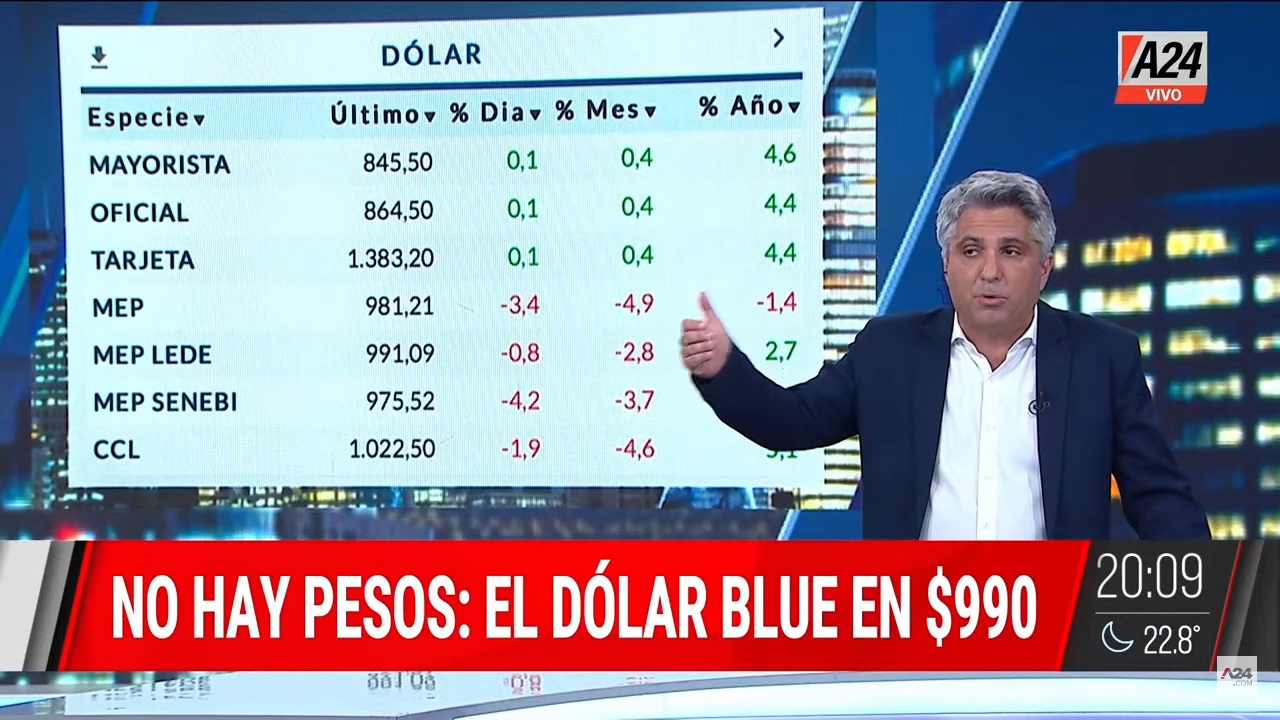 DÓLAR
Especie▾ Último▾ % Dia▾ % Mes▾ % Año▾
MAYORISTA 845,50 0,1 0,4 4,6
OFICIAL 864,50 0,1 0,4 4,4
TARJETA 1.383,20 0,1 0,4 4,4
MEP 981,21 -3,4 -4,9 -1,4
MEP LEDE 991,09 -0,8 -2,8 2,7
MEP SENEBI 975,52 -4,2 -3,7
CCL 1.022,50 -1,9 -4,6
A24
VIVO
NO HAY PESOS: EL DÓLAR BLUE EN $990
20:09
22.8°
A24
.COM